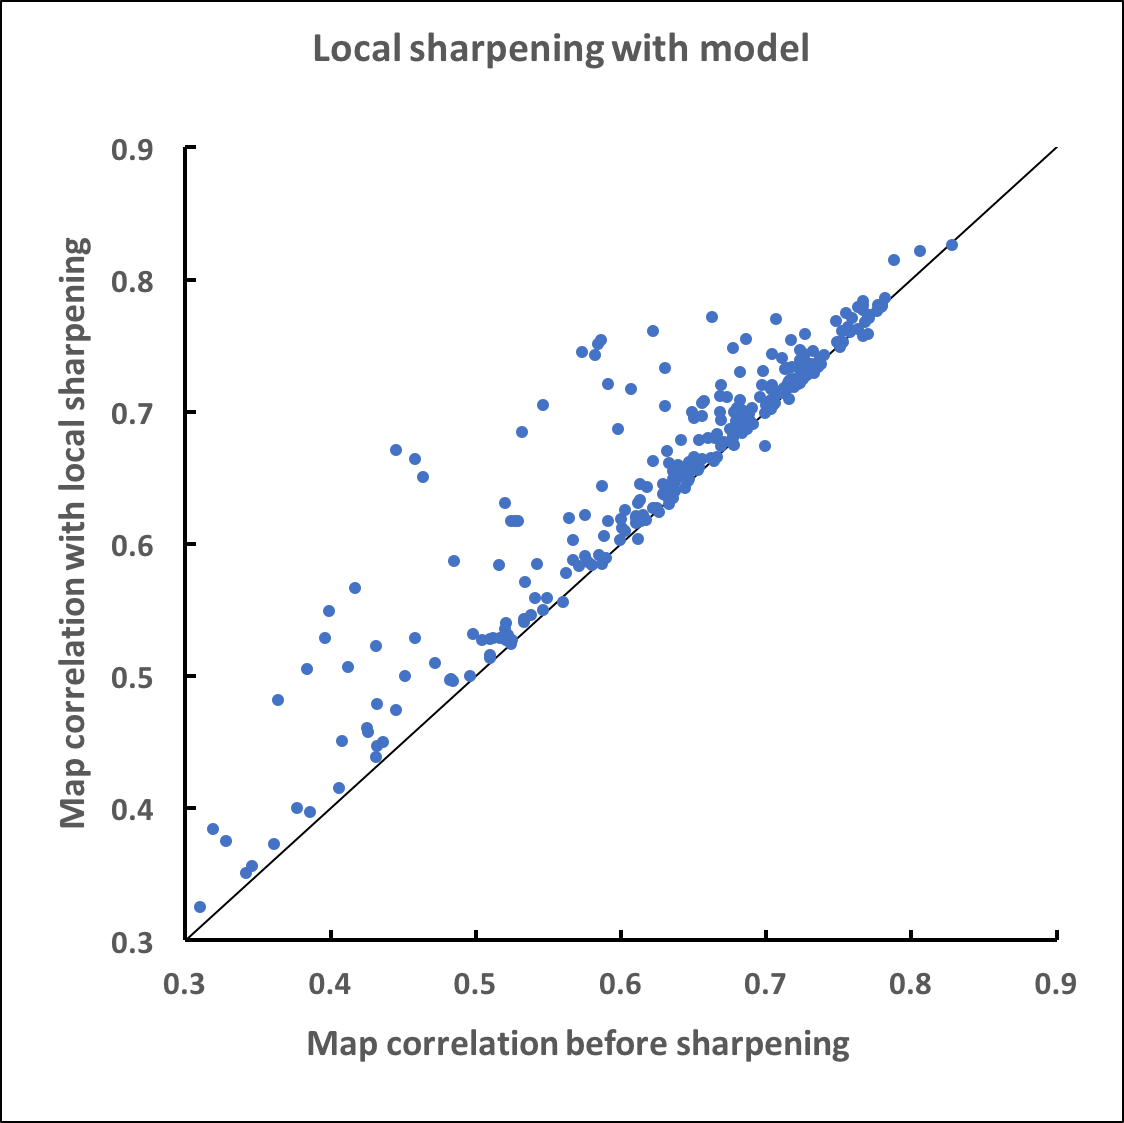 Local sharpening with model
0.9
0.8
0.7
0.6
0.5
0.4
0.3
Map correlation with local sharpening
0.3 0.4 0.5 0.6 0.7 0.8 0.9
Map correlation before sharpening